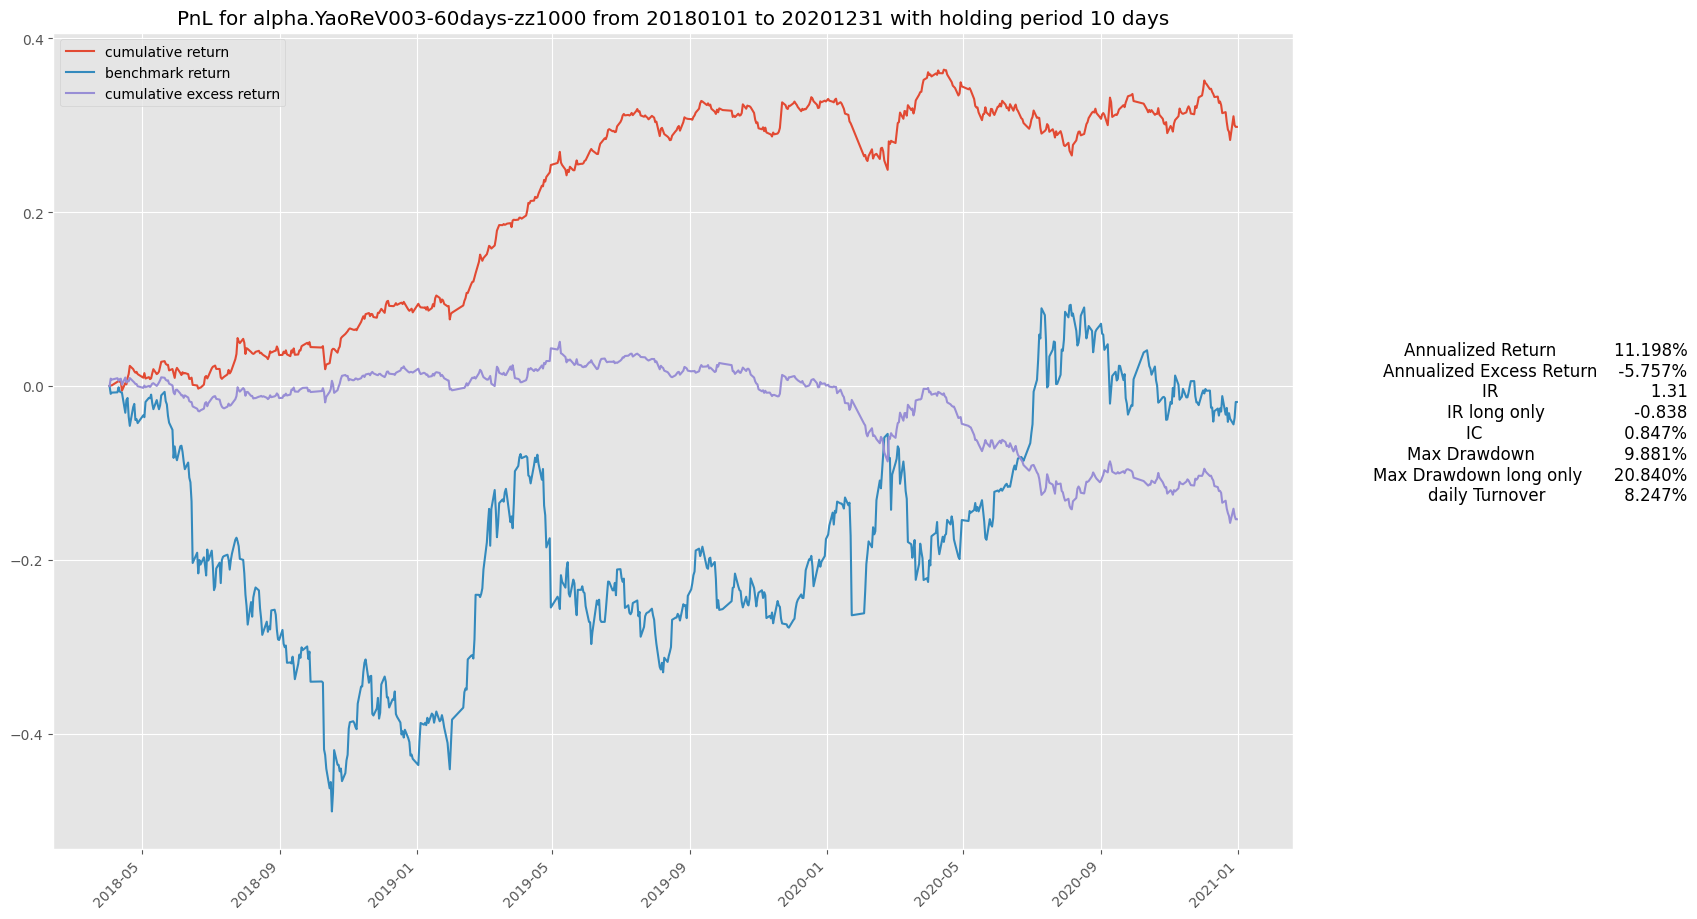 PnL for alpha.YaoReV003-60days-zz1000 from 20180101 to 20201231 with holding period 10 days
cumulative return
benchmark return
cumulative excess return
0.4
0.2
0.0
−0.2
−0.4
2018-05
2018-09
2019-01
2019-05
2019-09
2020-01
2020-05
2020-09
2021-01
Annualized Return 11.198%
Annualized Excess Return -5.757%
IR 1.31
IR long only -0.838
IC 0.847%
Max Drawdown 9.881%
Max Drawdown long only 20.840%
daily Turnover 8.247%